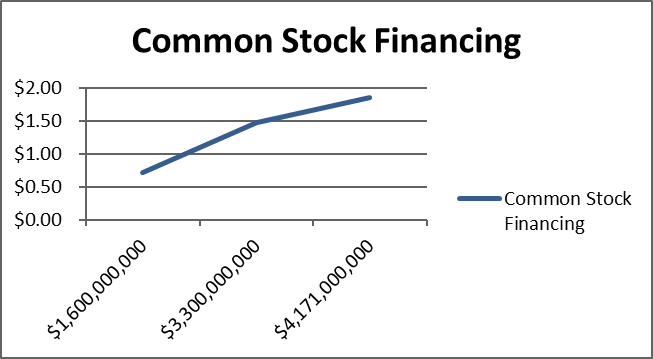 Common Stock Financing
$2.00
$1.50
$1.00
$0.50
$0.00
$1,600,000,000
$3,300,000,000
$4,171,000,000
Common Stock
Financing